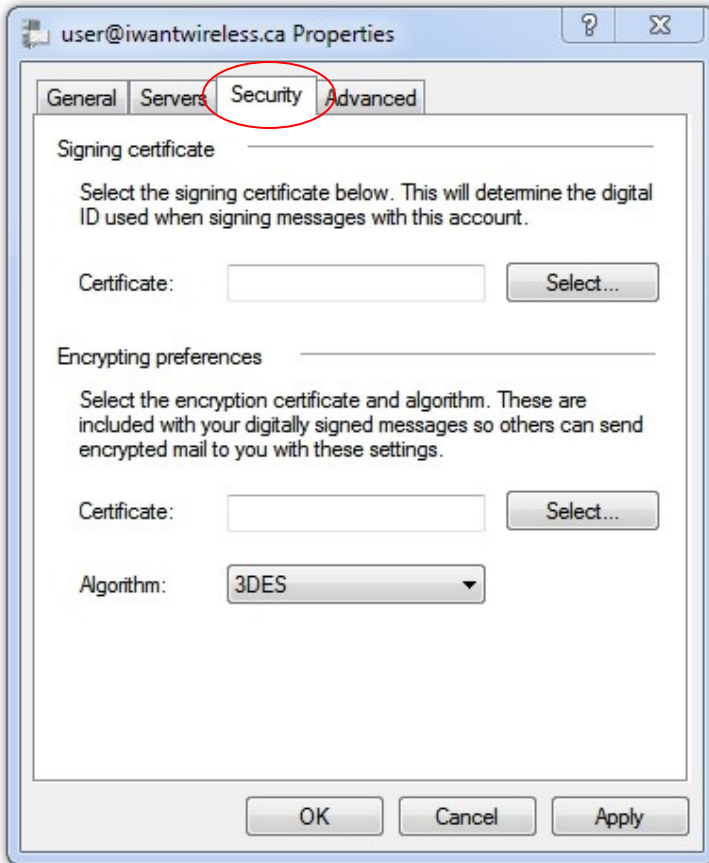 user@iwantwireless.ca Properties
General Servers Security Advanced
Signing certificate
Select the signing certificate below. This will determine the digital
ID used when signing messages with this account.
Certificate: Select...
Encrypting preferences
Select the encryption certificate and algorithm. These are
included with your digitally signed messages so others can send
encrypted mail to you with these settings.
Certificate: Select...
Algorithm: 3DES
OK Cancel Apply